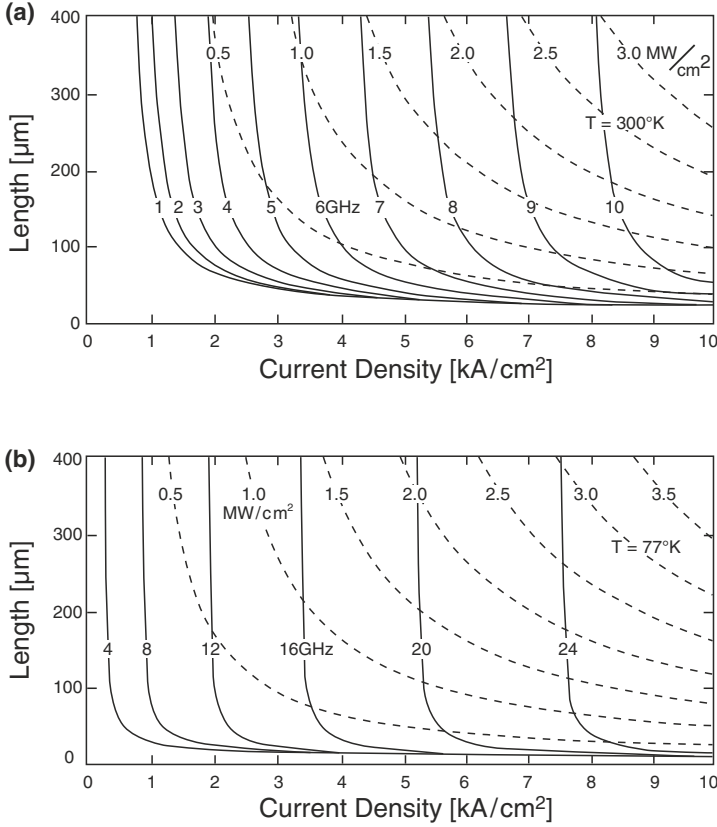 (a)
400
300
200
100
0
Length [µm]
0.5
1.0
1.5
2.0
2.5
3.0 MW/cm²
T = 300°K
1
2
3
4
5
6GHz
7
8
9
10
0 1 2 3 4 5 6 7 8 9 10
Current Density [kA/cm²]
(b)
400
300
200
100
0
Length [µm]
0.5
1.0
MW/cm²
1.5
2.0
2.5
3.0
3.5
T = 77°K
4
8
12
16GHz
20
24
0 1 2 3 4 5 6 7 8 9 10
Current Density [kA/cm²]